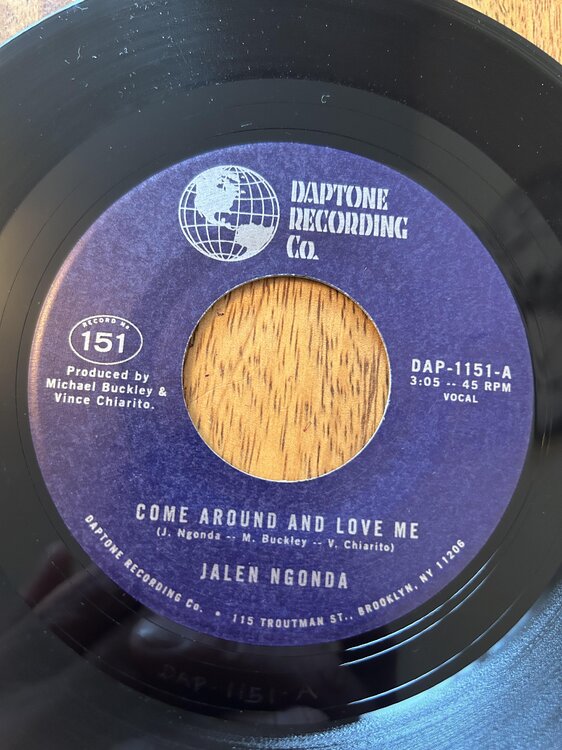 DAPTONE
RECORDING
Co.
RECORD No
151
Produced by
Michael Buckley &
Vince Chiarito.
DAP-1151-A
3:05 -- 45 RPM
VOCAL
COME AROUND AND LOVE ME
(J. Ngonda -- M. Buckley -- V. Chiarito)
JALEN NGONDA
DAPTONE RECORDING Co. • 115 TROUTMAN ST., BROOKLYN, NY 11206
DAP-1151-A